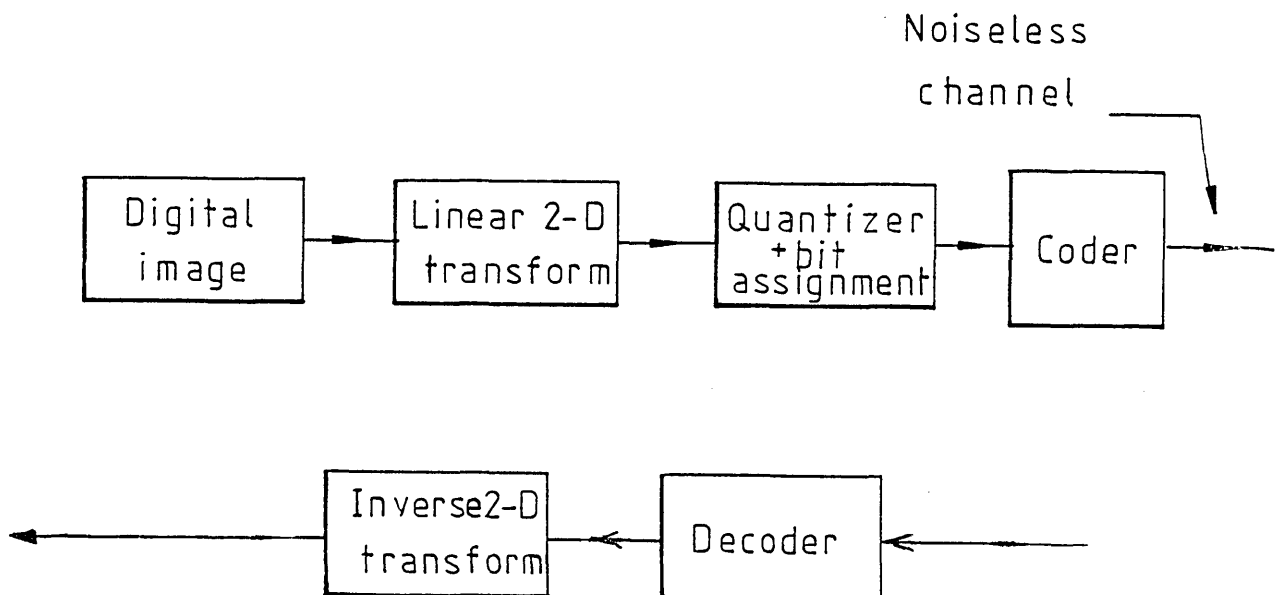 Noiseless
channel
Digital
image
Linear 2-D
transform
Quantizer
+bit
assignment
Coder
Inverse2-D
transform
Decoder